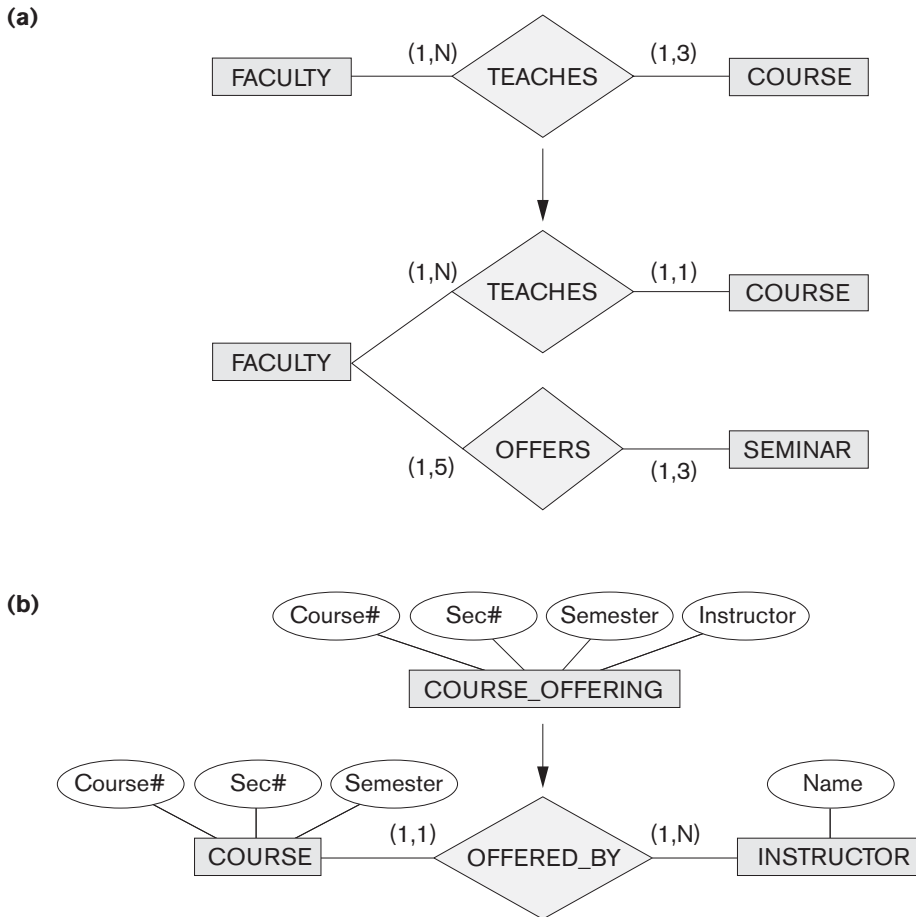 (a)
(1,N) (1,3)
FACULTY TEACHES COURSE
(1,N) (1,1)
TEACHES COURSE
FACULTY
OFFERS SEMINAR
(1,5) (1,3)
(b)
Course# Sec# Semester Instructor
COURSE_OFFERING
Course# Sec# Semester Name
(1,1) (1,N)
COURSE OFFERED_BY INSTRUCTOR